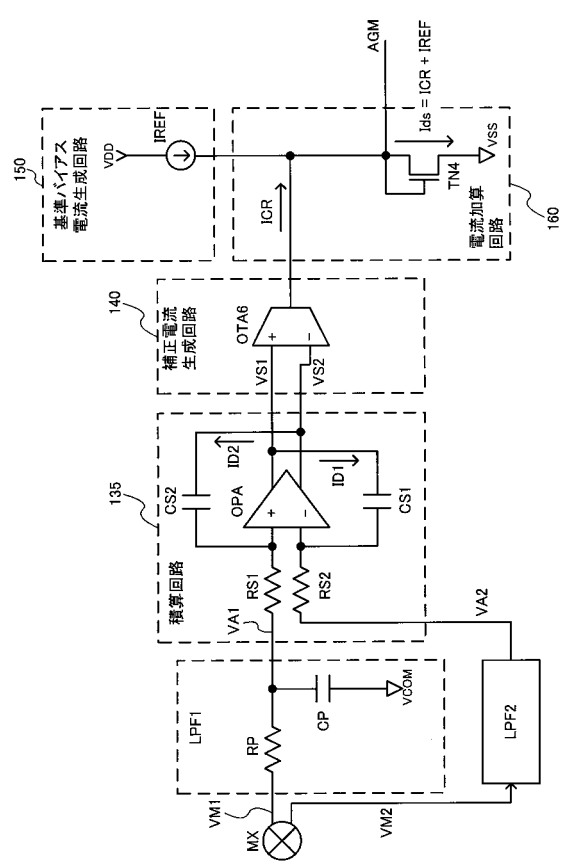 150
基準バイアス
電流生成回路
VDD
IREF
AGM
Ids = ICR + IREF
VSS
TN4
電流加算
回路
160
ICR
140
補正電流
生成回路
OTA6
+
-
VS1
VS2
135
積算回路
CS2
ID2
OPA
+
-
ID1
CS1
RS1
RS2
VA1
VA2
LPF1
RP
CP
VCOM
LPF2
VM1
MX
VM2